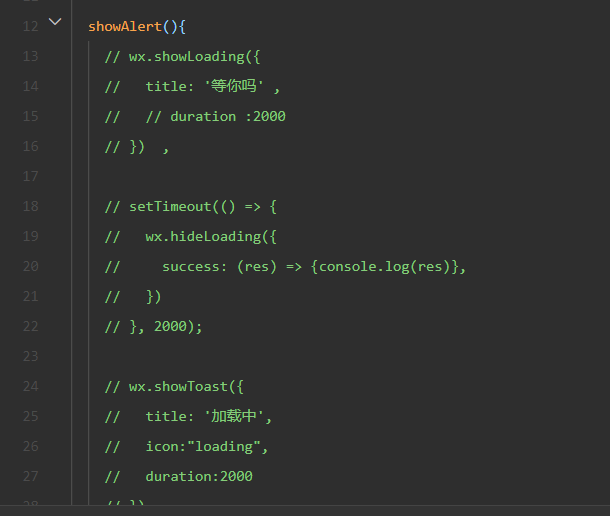 12 showAlert(){
13 // wx.showLoading({
14 //   title: '等你吗' ,
15 //   // duration :2000
16 // })  ,
17
18 // setTimeout(() => {
19 //   wx.hideLoading({
20 //     success: (res) => {console.log(res)},
21 //   })
22 // }, 2000);
23
24 // wx.showToast({
25 //   title: '加载中',
26 //   icon:"loading",
27 //   duration:2000
28 // })